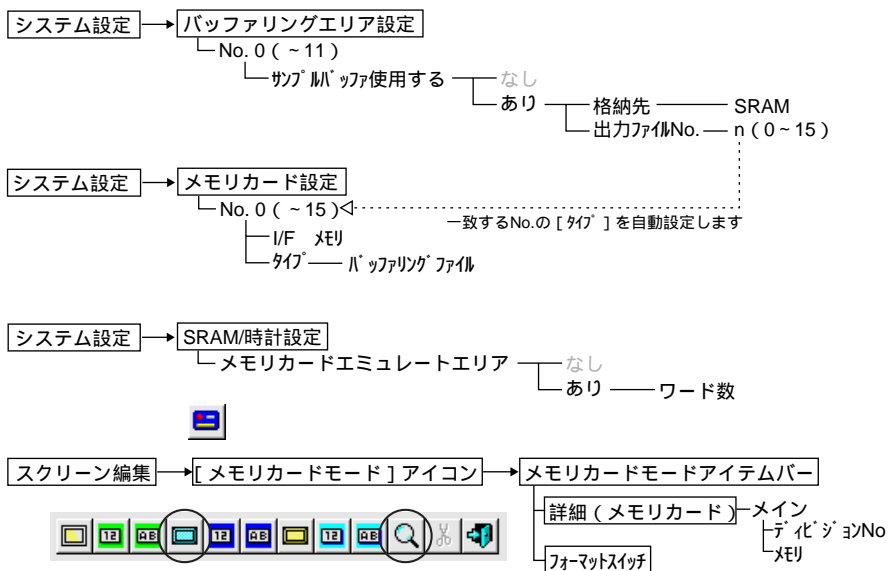 システム設定 バッファリングエリア設定
No. 0 ( ~ 11 )
ｻﾝﾌﾟﾙﾊﾞｯﾌｧ使用する なし
あり 格納先 SRAM
出力ﾌｧｲﾙNo. n ( 0 ~ 15 )
システム設定 メモリカード設定
No. 0 ( ~ 15 )
一致するNo.の [ ﾀｲﾌﾟ ] を自動設定します
I/F ﾒﾓﾘ
ﾀｲﾌﾟ ﾊﾞｯﾌｧﾘﾝｸﾞﾌｧｲﾙ
システム設定 SRAM/時計設定
メモリカードエミュレートエリア なし
あり ワード数
スクリーン編集 [ メモリカードモード ] アイコン メモリカードモードアイテムバー
詳細 ( メモリカード ) メイン
ﾃﾞｨﾋﾞｼﾞｮﾝNo
ﾒﾓﾘ
12 AB 12 AB 12 AB
ﾌｫｰﾏｯﾄｽｲｯﾁ